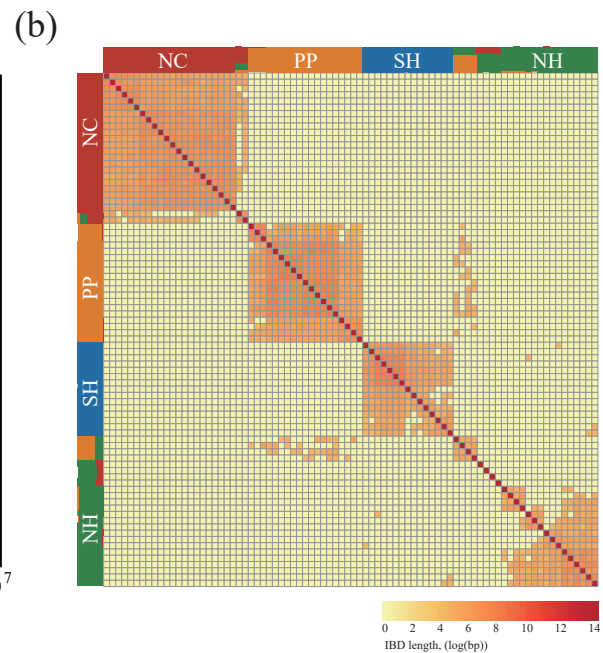 (b)
NC PP SH NH
NC
PP
SH
NH
7
0 2 4 6 8 10 12 14
IBD length, (log(bp))